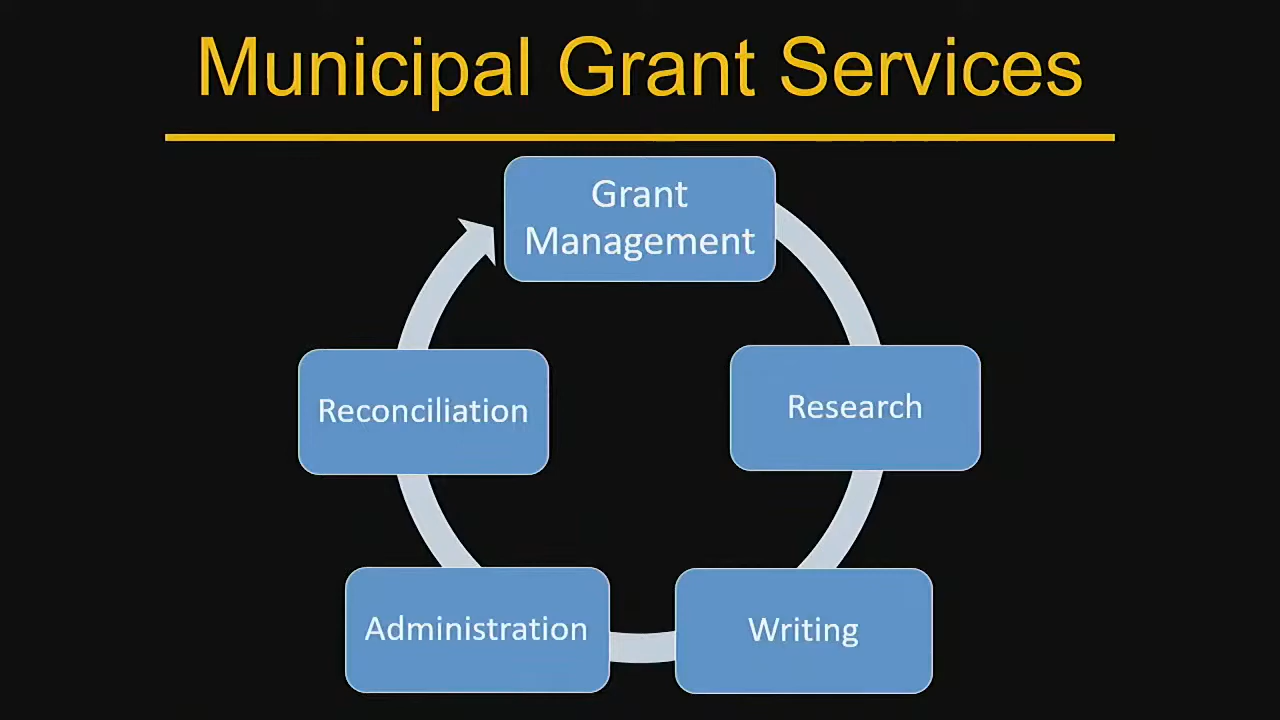 Municipal Grant Services
Grant
Management
Research
Writing
Administration
Reconciliation